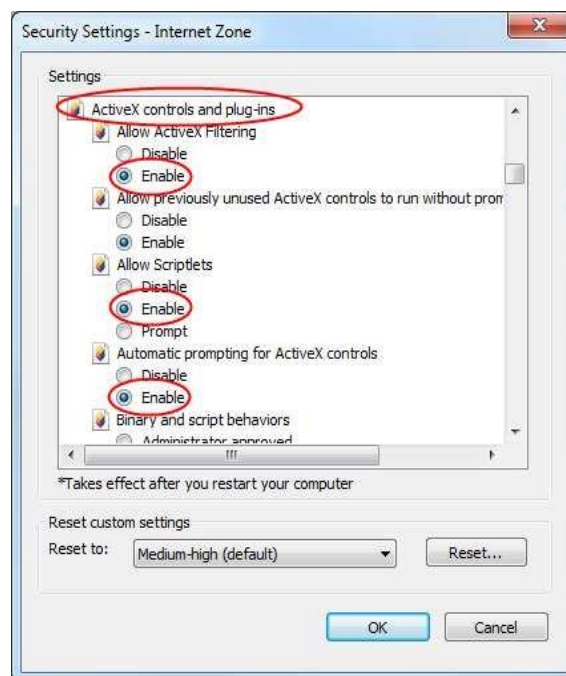 Security Settings - Internet Zone
Settings
ActiveX controls and plug-ins
Allow ActiveX Filtering
Disable
Enable
Allow previously unused ActiveX controls to run without prom
Disable
Enable
Allow Scriptlets
Disable
Enable
Prompt
Automatic prompting for ActiveX controls
Disable
Enable
Binary and script behaviors
Administrator approved
*Takes effect after you restart your computer
Reset custom settings
Reset to: Medium-high (default) Reset...
OK Cancel